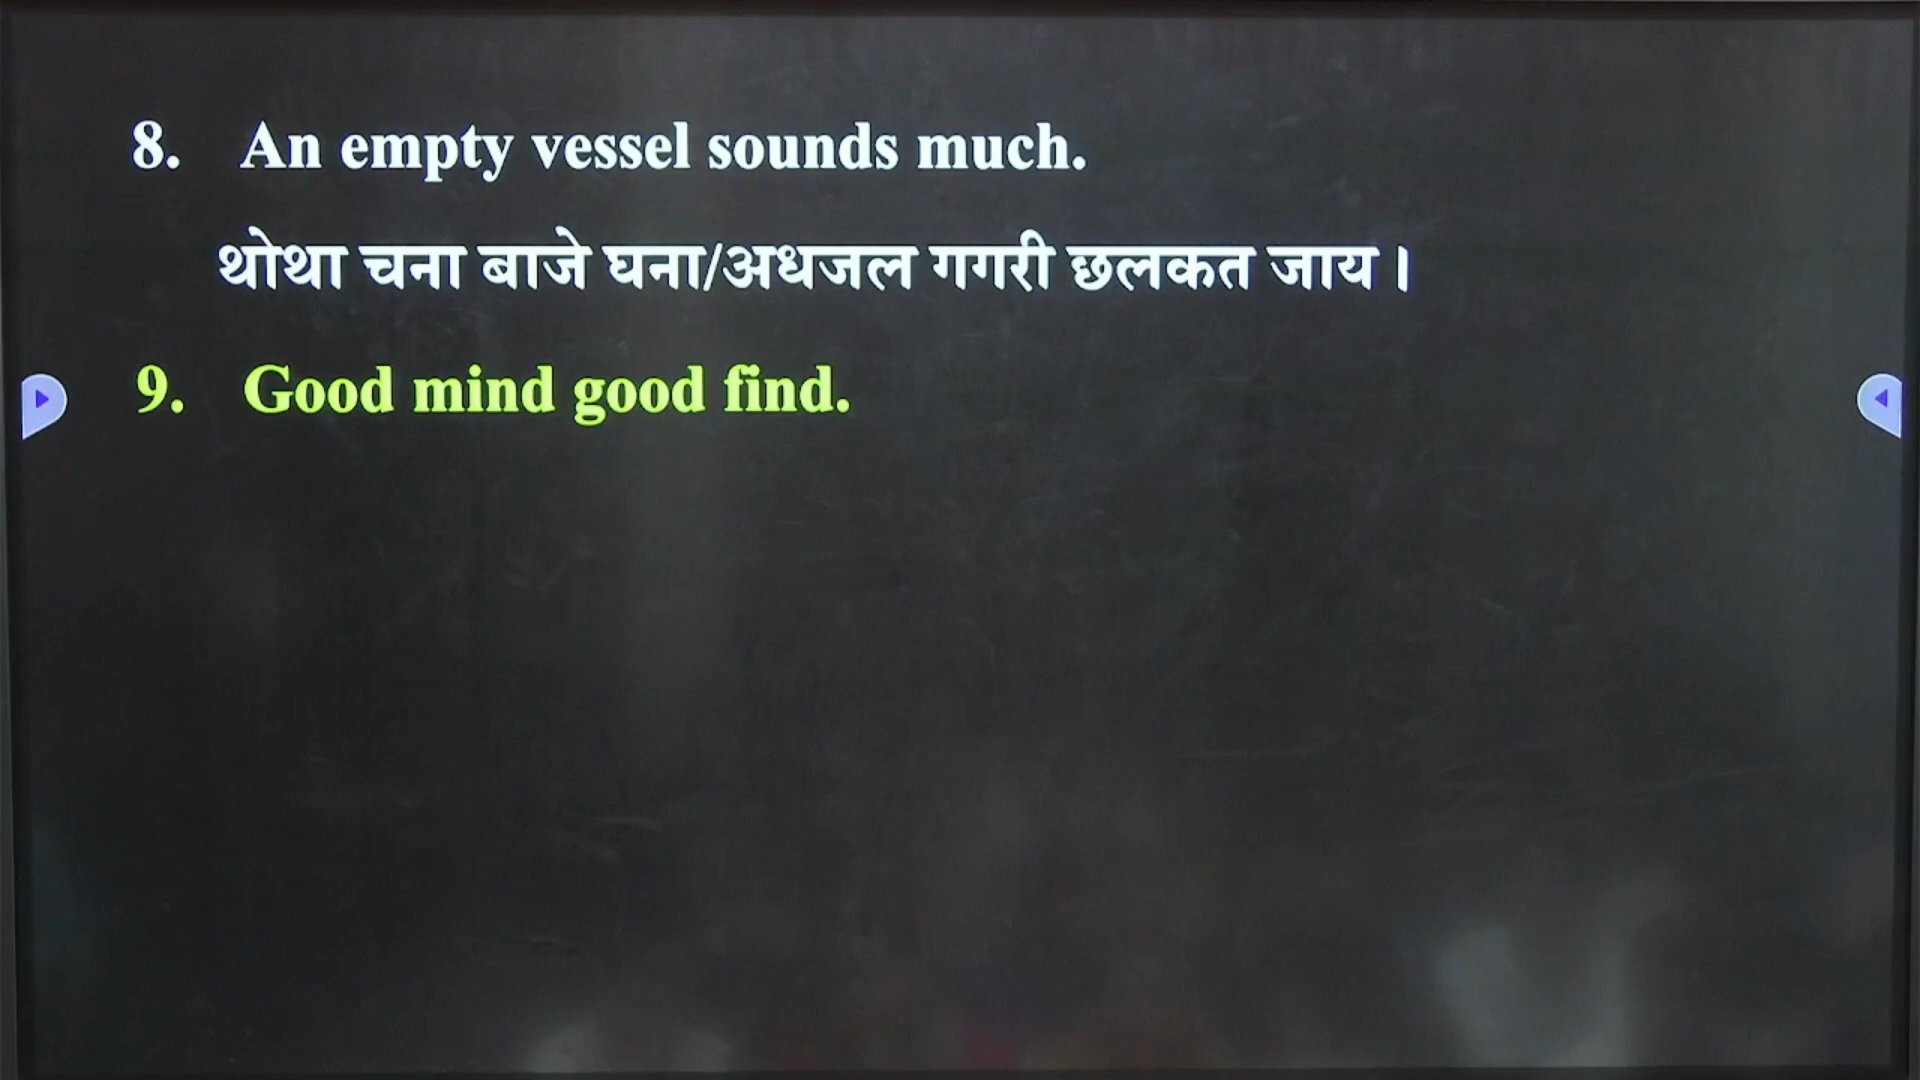 8. An empty vessel sounds much.
थोथा चना बाजे घना/अधजल गगरी छलकत जाय।
9. Good mind good find.